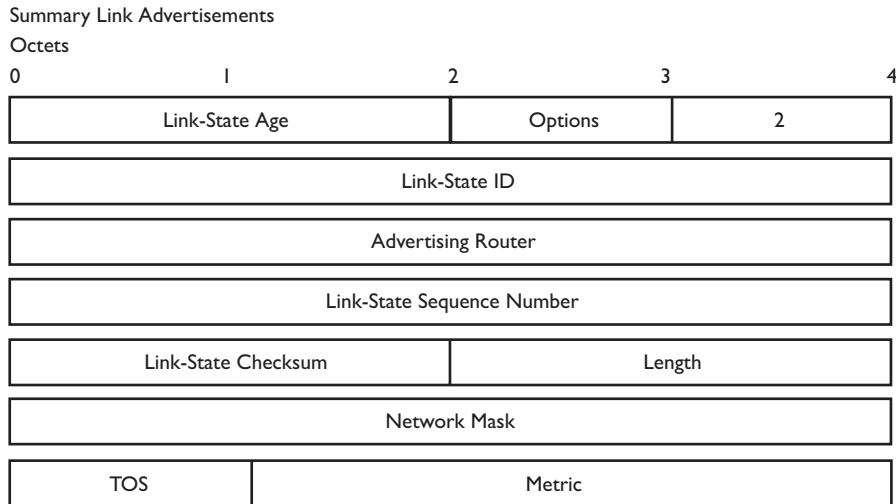 Summary Link Advertisements
Octets
0 1 2 3 4
Link-State Age Options 2
Link-State ID
Advertising Router
Link-State Sequence Number
Link-State Checksum Length
Network Mask
TOS Metric